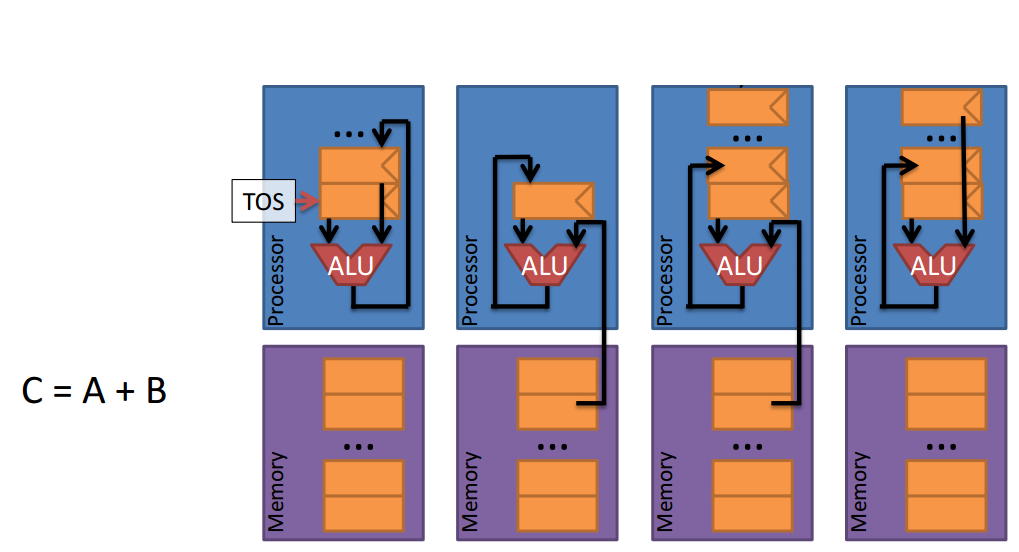 ...
...
...
TOS
ALU
ALU
ALU
ALU
Processor
Processor
Processor
Processor
C = A + B
...
...
...
...
Memory
Memory
Memory
Memory